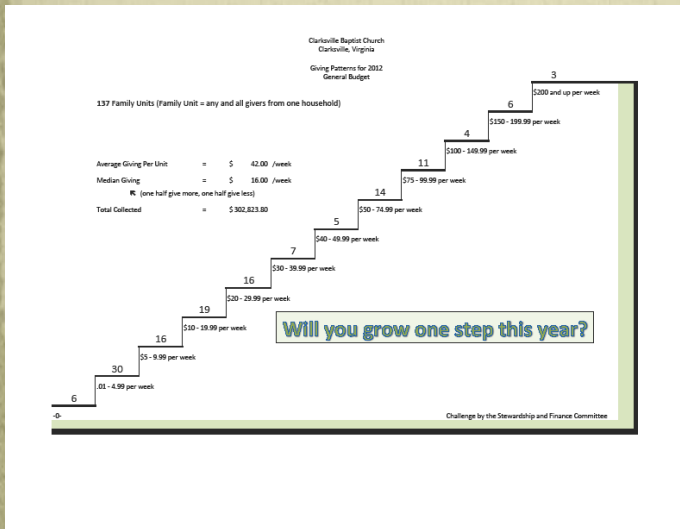 Clarksville Baptist Church
Clarksville, Virginia
Giving Patterns for 2012
General Budget
137 Family Units (Family Unit = any and all givers from one household)
Average Giving Per Unit = $ 42.00 /week
Median Giving = $ 16.00 /week
(one half give more, one half give less)
Total Collected = $ 302,823.80
3
$200 and up per week
6
$150 - 199.99 per week
4
$100 - 149.99 per week
11
$75 - 99.99 per week
14
$50 - 74.99 per week
5
$40 - 49.99 per week
7
$30 - 39.99 per week
16
$20 - 29.99 per week
19
$10 - 19.99 per week
16
$5 - 9.99 per week
30
.01 - 4.99 per week
6
-0-
Will you grow one step this year?
Challenge by the Stewardship and Finance Committee